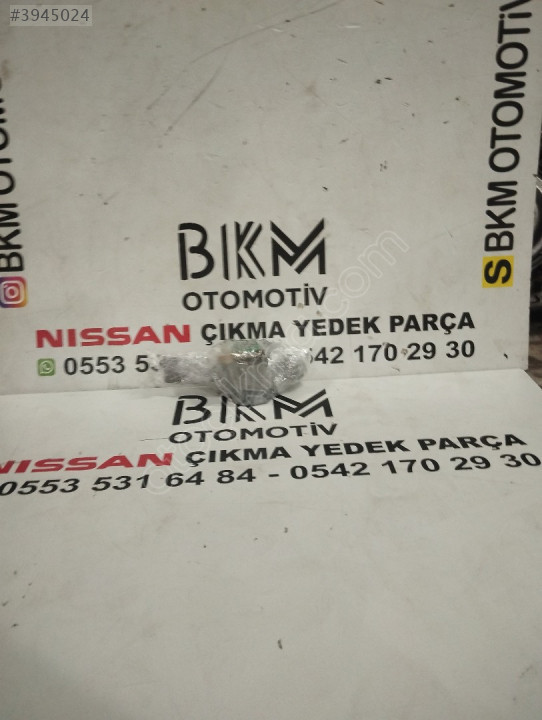 #3945024
BKM OTOMOTİV
S BKM OTOMOTİV
BKM
OTOMOTİV
NISSAN ÇIKMA YEDEK PARÇA
0553 53 542 170 29 30
BKM
OTOMOTİV
NISSAN ÇIKMA YEDEK PARÇA
0553 531 64 84 - 0542 170 29 30